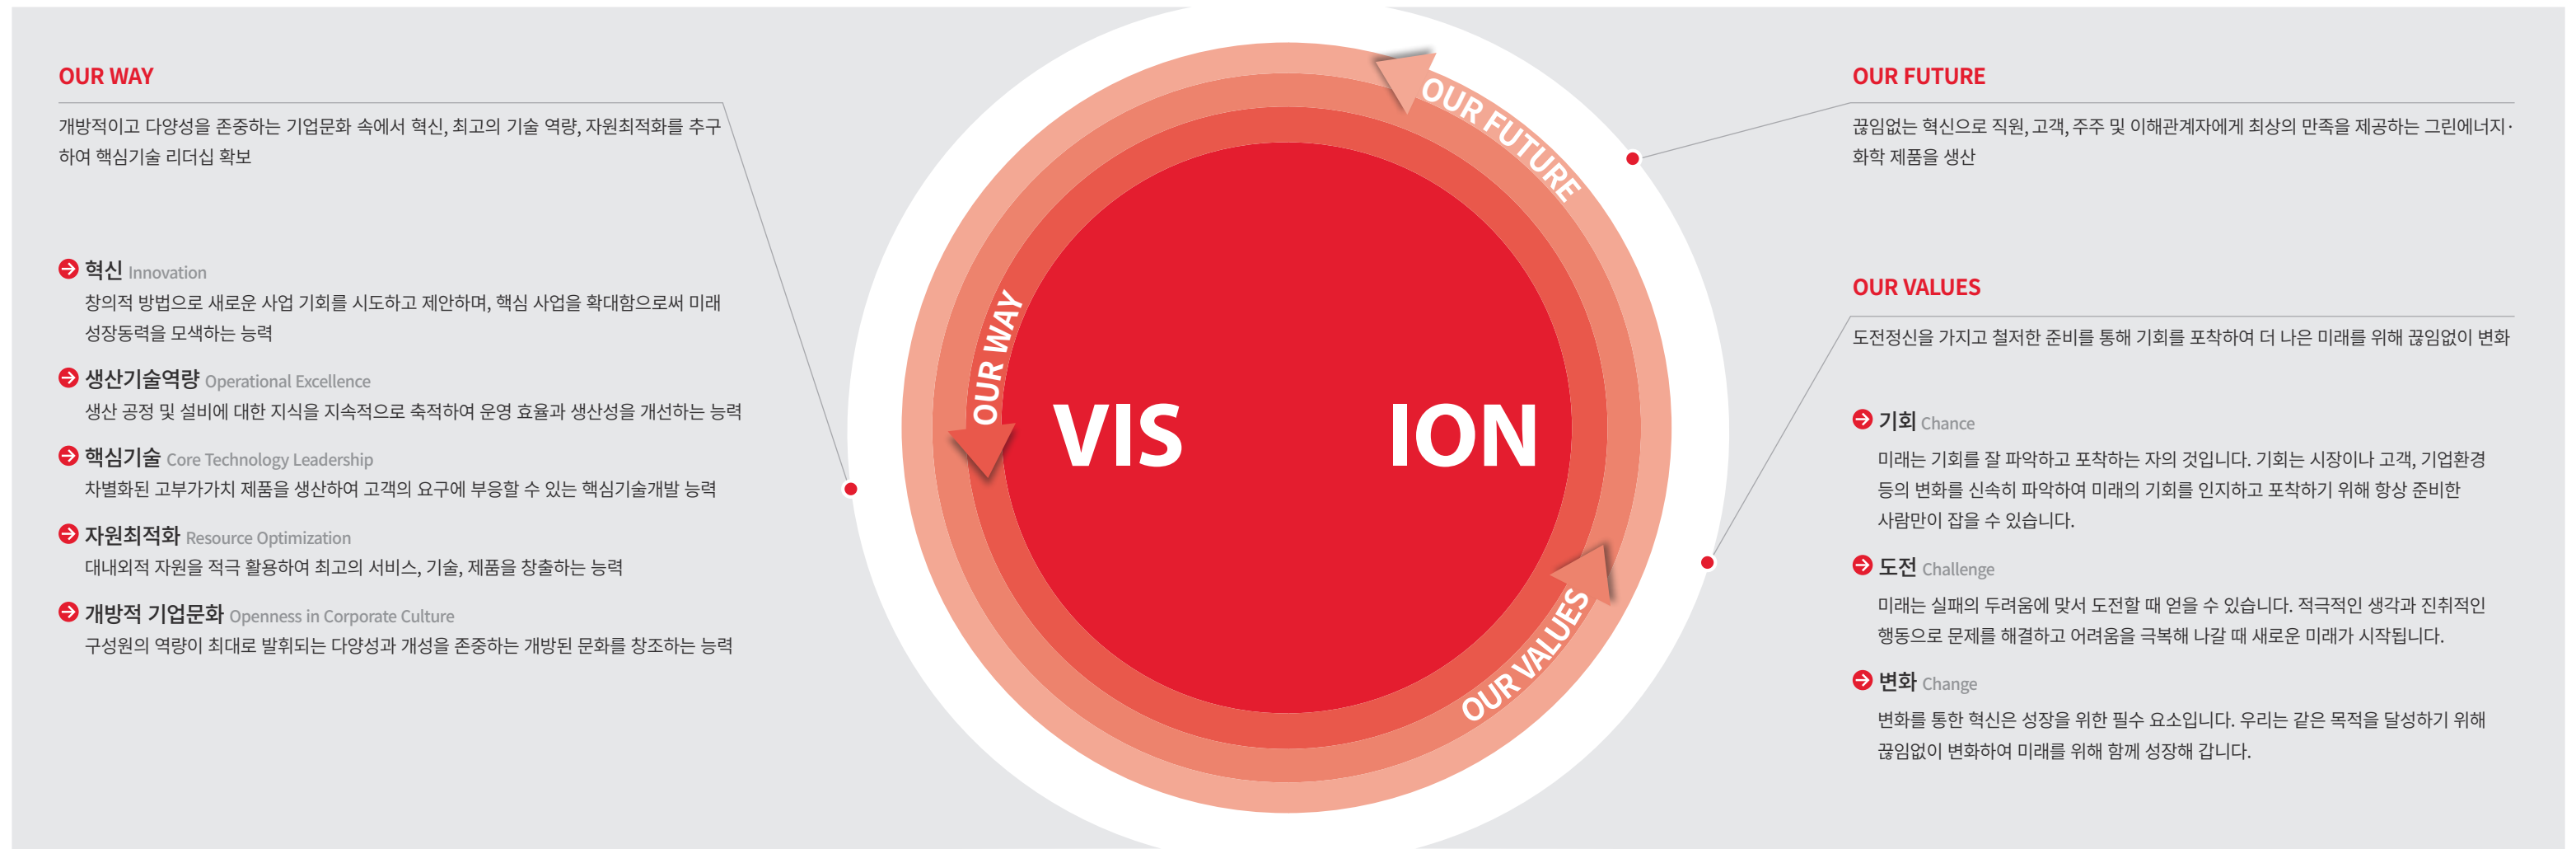 OUR WAY
개방적이고 다양성을 존중하는 기업문화 속에서 혁신, 최고의 기술 역량, 자원최적화를 추구
하여 핵심기술 리더십 확보
혁신 Innovation
창의적 방법으로 새로운 사업 기회를 시도하고 제안하며, 핵심 사업을 확대함으로써 미래
성장동력을 모색하는 능력
생산기술역량 Operational Excellence
생산 공정 및 설비에 대한 지식을 지속적으로 축적하여 운영 효율과 생산성을 개선하는 능력
핵심기술 Core Technology Leadership
차별화된 고부가가치 제품을 생산하여 고객의 요구에 부응할 수 있는 핵심기술개발 능력
자원최적화 Resource Optimization
대내외적 자원을 적극 활용하여 최고의 서비스, 기술, 제품을 창출하는 능력
개방적 기업문화 Openness in Corporate Culture
구성원의 역량이 최대로 발휘되는 다양성과 개성을 존중하는 개방된 문화를 창조하는 능력
OUR FUTURE
OUR WAY
VIS ION
OUR VALUES
OUR FUTURE
끊임없는 혁신으로 직원, 고객, 주주 및 이해관계자에게 최상의 만족을 제공하는 그린에너지·
화학 제품을 생산
OUR VALUES
도전정신을 가지고 철저한 준비를 통해 기회를 포착하여 더 나은 미래를 위해 끊임없이 변화
기회 Chance
미래는 기회를 잘 파악하고 포착하는 자의 것입니다. 기회는 시장이나 고객, 기업환경
등의 변화를 신속히 파악하여 미래의 기회를 인지하고 포착하기 위해 항상 준비한
사람만이 잡을 수 있습니다.
도전 Challenge
미래는 실패의 두려움에 맞서 도전할 때 얻을 수 있습니다. 적극적인 생각과 진취적인
행동으로 문제를 해결하고 어려움을 극복해 나갈 때 새로운 미래가 시작됩니다.
변화 Change
변화를 통한 혁신은 성장을 위한 필수 요소입니다. 우리는 같은 목적을 달성하기 위해
끊임없이 변화하여 미래를 위해 함께 성장해 갑니다.